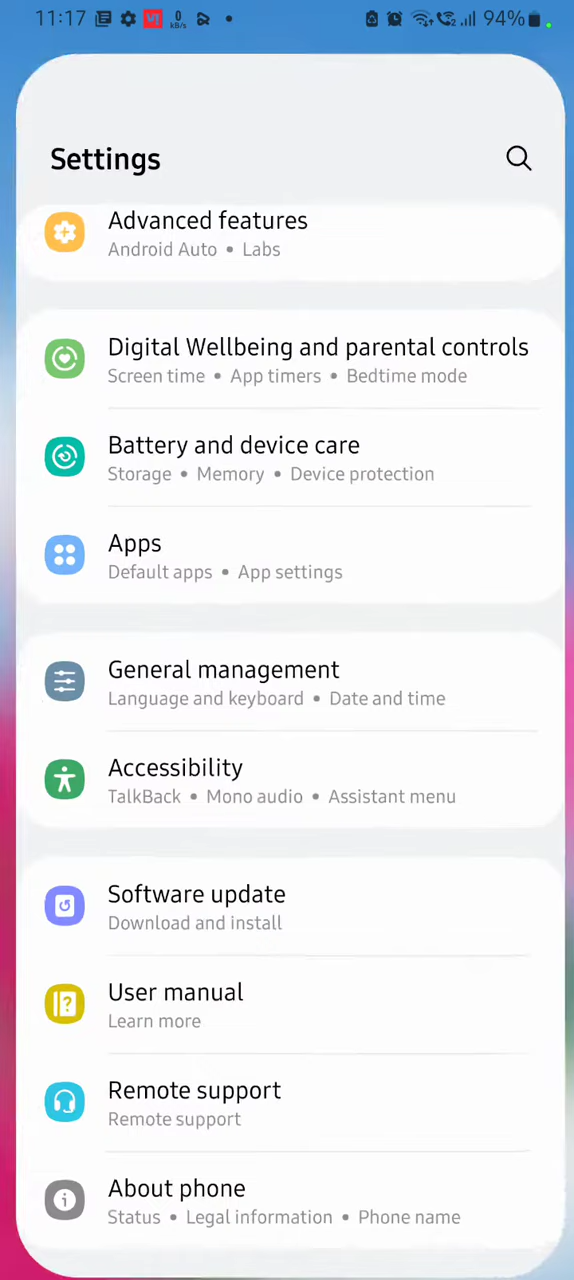 11:17 0 kB/s 94%
Settings
Advanced features
Android Auto • Labs
Digital Wellbeing and parental controls
Screen time • App timers • Bedtime mode
Battery and device care
Storage • Memory • Device protection
Apps
Default apps • App settings
General management
Language and keyboard • Date and time
Accessibility
TalkBack • Mono audio • Assistant menu
Software update
Download and install
User manual
Learn more
Remote support
Remote support
About phone
Status • Legal information • Phone name